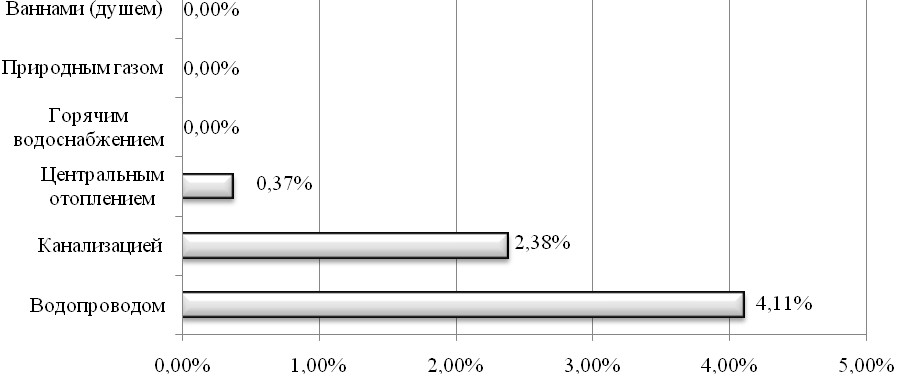 Ваннами (душем) 0,00%
Природным газом 0,00%
Горячим
водоснабжением 0,00%
Центральным
отоплением 0,37%
Канализацией 2,38%
Водопроводом 4,11%
0,00% 1,00% 2,00% 3,00% 4,00% 5,00%